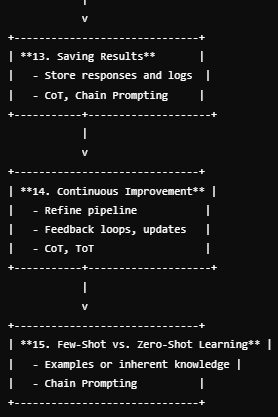 |
v
+------------------------------+
| **13. Saving Results** |
| - Store responses and logs |
| - CoT, Chain Prompting |
+-----------+--------------------+
|
v
+------------------------------+
| **14. Continuous Improvement** |
| - Refine pipeline |
| - Feedback loops, updates |
| - CoT, ToT |
+-----------+--------------------+
|
v
+------------------------------+
| **15. Few-Shot vs. Zero-Shot Learning** |
| - Examples or inherent knowledge |
| - Chain Prompting |
+------------------------------+